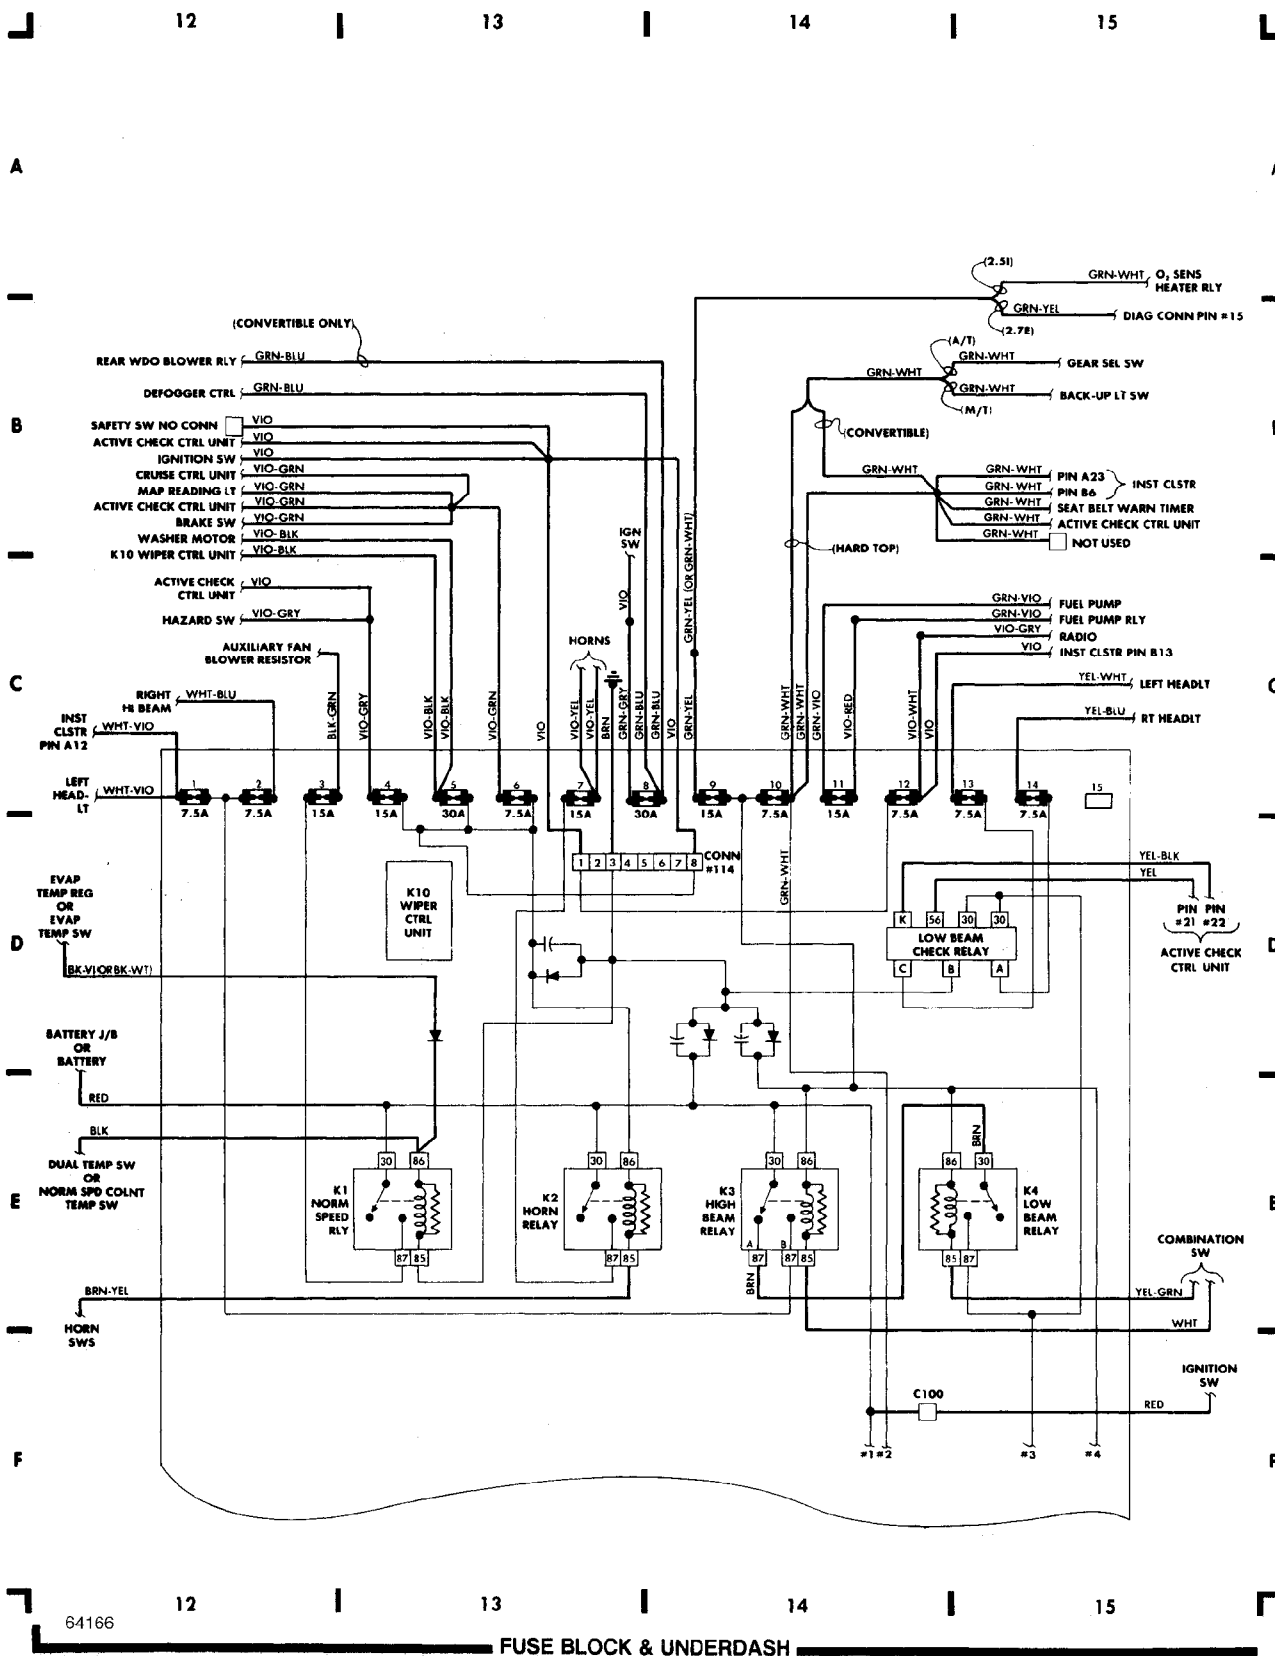 12 13 14 15
A
(2.5I)
GRN-WHT O₂ SENS
HEATER RLY
GRN-YEL DIAG CONN PIN #15
(2.7E)
(CONVERTIBLE ONLY)
(A/T)
REAR WDO BLOWER RLY GRN-BLU
GRN-WHT GEAR SEL SW
GRN-WHT
DEFOGGER CTRL GRN-BLU
GRN-WHT BACK-UP LT SW
(M/T)
B
SAFETY SW NO CONN VIO
(CONVERTIBLE)
ACTIVE CHECK CTRL UNIT VIO
IGNITION SW VIO
CRUISE CTRL UNIT VIO-GRN
GRN-WHT GRN-WHT PIN A23
MAP READING LT VIO-GRN
GRN-WHT PIN B6
INST CLSTR
ACTIVE CHECK CTRL UNIT VIO-GRN
GRN-WHT SEAT BELT WARN TIMER
BRAKE SW VIO-GRN
GRN-WHT ACTIVE CHECK CTRL UNIT
WASHER MOTOR VIO-BLK
GRN-WHT NOT USED
K10 WIPER CTRL UNIT VIO-BLK
IGN
SW
(HARD TOP)
ACTIVE CHECK
CTRL UNIT VIO
HAZARD SW VIO-GRY
VIO
GRN-YEL (OR GRN-WHT)
GRN-VIO FUEL PUMP
GRN-VIO FUEL PUMP RLY
VIO-GRY RADIO
VIO INST CLSTR PIN B13
AUXILIARY FAN
BLOWER RESISTOR
HORNS
C
RIGHT
HI BEAM WHT-BLU
YEL-WHT LEFT HEADLT
YEL-BLU RT HEADLT
INST
CLSTR
PIN A12 WHT-VIO
BLK-GRN VIO-GRY VIO-BLK VIO-BLK VIO-GRN VIO VIO-YEL VIO-YEL BRN GRN-GRY GRN-BLU GRN-BLU VIO GRN-YEL GRN-WHT GRN-WHT GRN-VIO VIO-RED VIO-WHT VIO
LEFT
HEAD-
LT WHT-VIO
1 2 3 4 5 6 7 8 9 10 11 12 13 14 15
7.5A 7.5A 15A 15A 30A 7.5A 15A 30A 15A 7.5A 15A 7.5A 7.5A 7.5A
1 2 3 4 5 6 7 8 CONN
#114
GRN-WHT
YEL-BLK
YEL
EVAP
TEMP REG
OR
EVAP
TEMP SW
K10
WIPER
CTRL
UNIT
PIN PIN
#21 #22
K 56 30 30
D
LOW BEAM
CHECK RELAY
ACTIVE CHECK
CTRL UNIT
C B A
BK-VI(ORBK-WT)
BATTERY J/B
OR
BATTERY
RED
BLK
BRN
DUAL TEMP SW
OR
NORM SPD COLNT
TEMP SW
30 86 30 86 30 86 86 30
E
K1
NORM
SPEED
RLY
K2
HORN
RELAY
K3
HIGH
BEAM
RELAY
K4
LOW
BEAM
RELAY
A B
87 85 87 85 87 87 85 85 87
COMBINATION
SW
BRN
BRN-YEL
YEL-GRN
HORN
SWS
WHT
IGNITION
SW
C100
RED
F
#1 #2 #3 #4
12 13 14 15
64166
FUSE BLOCK & UNDERDASH